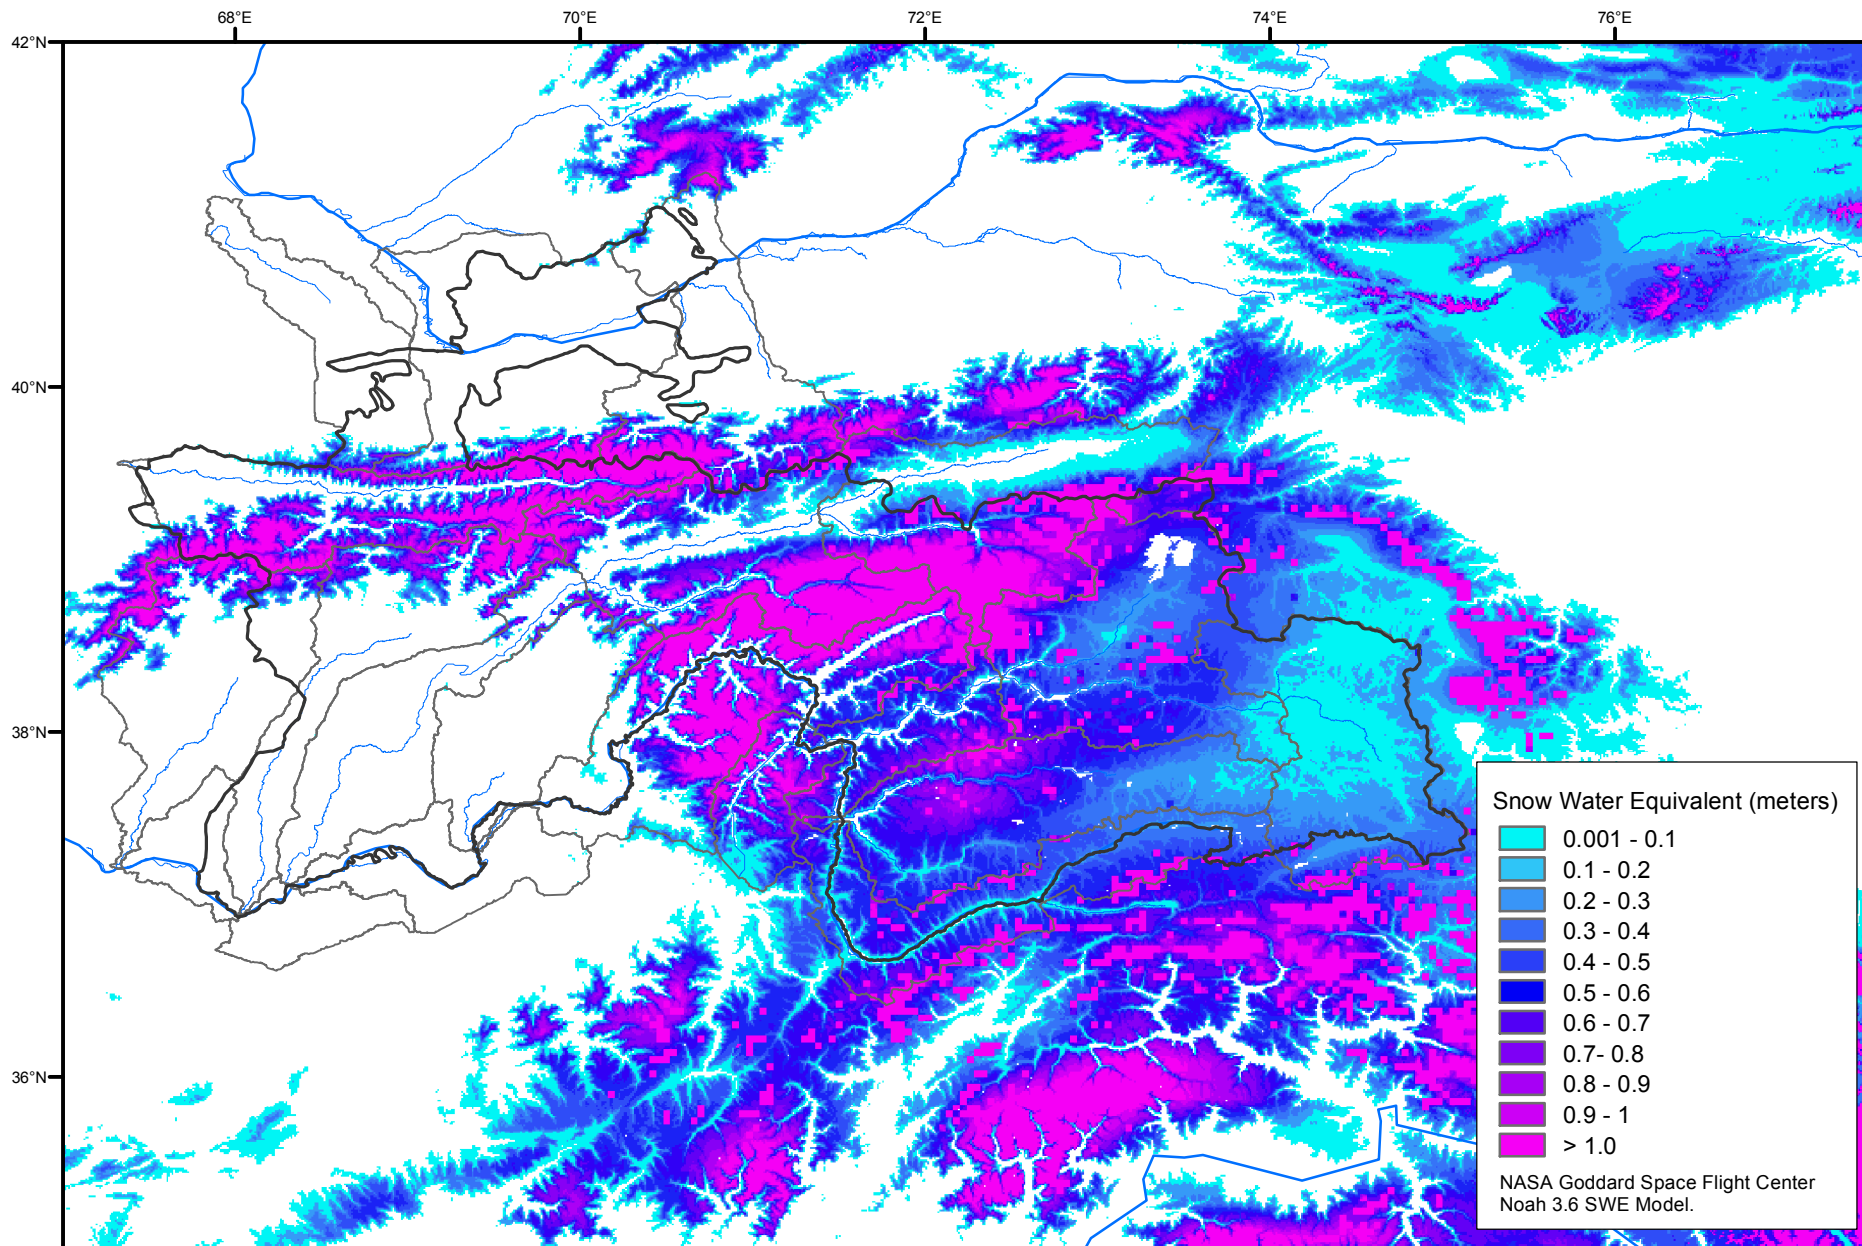 68°E
70°E
72°E
74°E
76°E
42°N
40°N
38°N
36°N
Snow Water Equivalent (meters)
0.001 - 0.1
0.1 - 0.2
0.2 - 0.3
0.3 - 0.4
0.4 - 0.5
0.5 - 0.6
0.6 - 0.7
0.7- 0.8
0.8 - 0.9
0.9 - 1
> 1.0
NASA Goddard Space Flight Center
Noah 3.6 SWE Model.